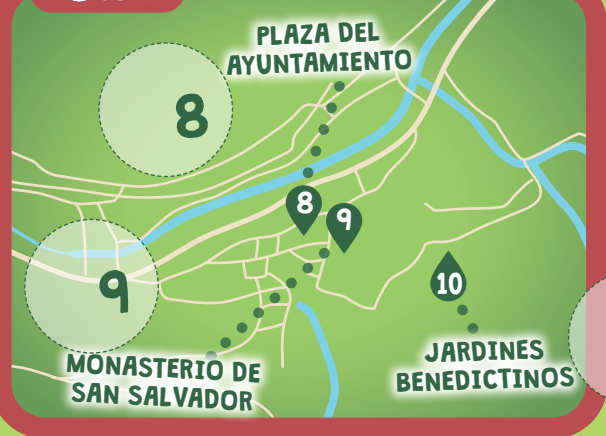 PLAZA DEL
AYUNTAMIENTO
8
8
9
9
10
MONASTERIO DE
SAN SALVADOR
JARDINES
BENEDICTINOS